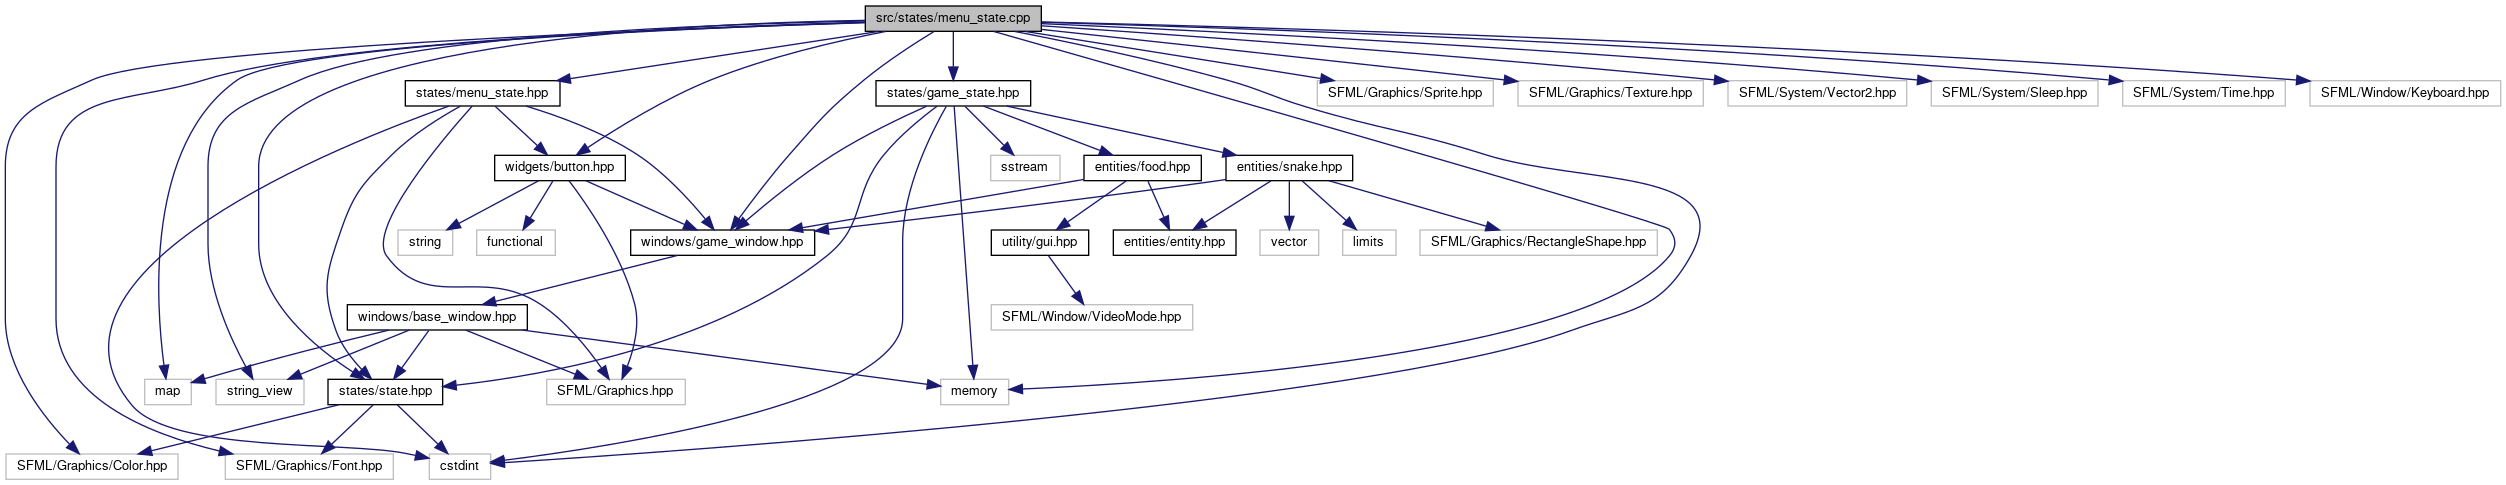 src/states/menu_state.cpp
states/menu_state.hpp
states/game_state.hpp
SFML/Graphics/Sprite.hpp
SFML/Graphics/Texture.hpp
SFML/System/Vector2.hpp
SFML/System/Sleep.hpp
SFML/System/Time.hpp
SFML/Window/Keyboard.hpp
widgets/button.hpp
sstream
entities/food.hpp
entities/snake.hpp
string
functional
windows/game_window.hpp
utility/gui.hpp
entities/entity.hpp
vector
limits
SFML/Graphics/RectangleShape.hpp
windows/base_window.hpp
SFML/Window/VideoMode.hpp
map
string_view
states/state.hpp
SFML/Graphics.hpp
memory
SFML/Graphics/Color.hpp
SFML/Graphics/Font.hpp
cstdint